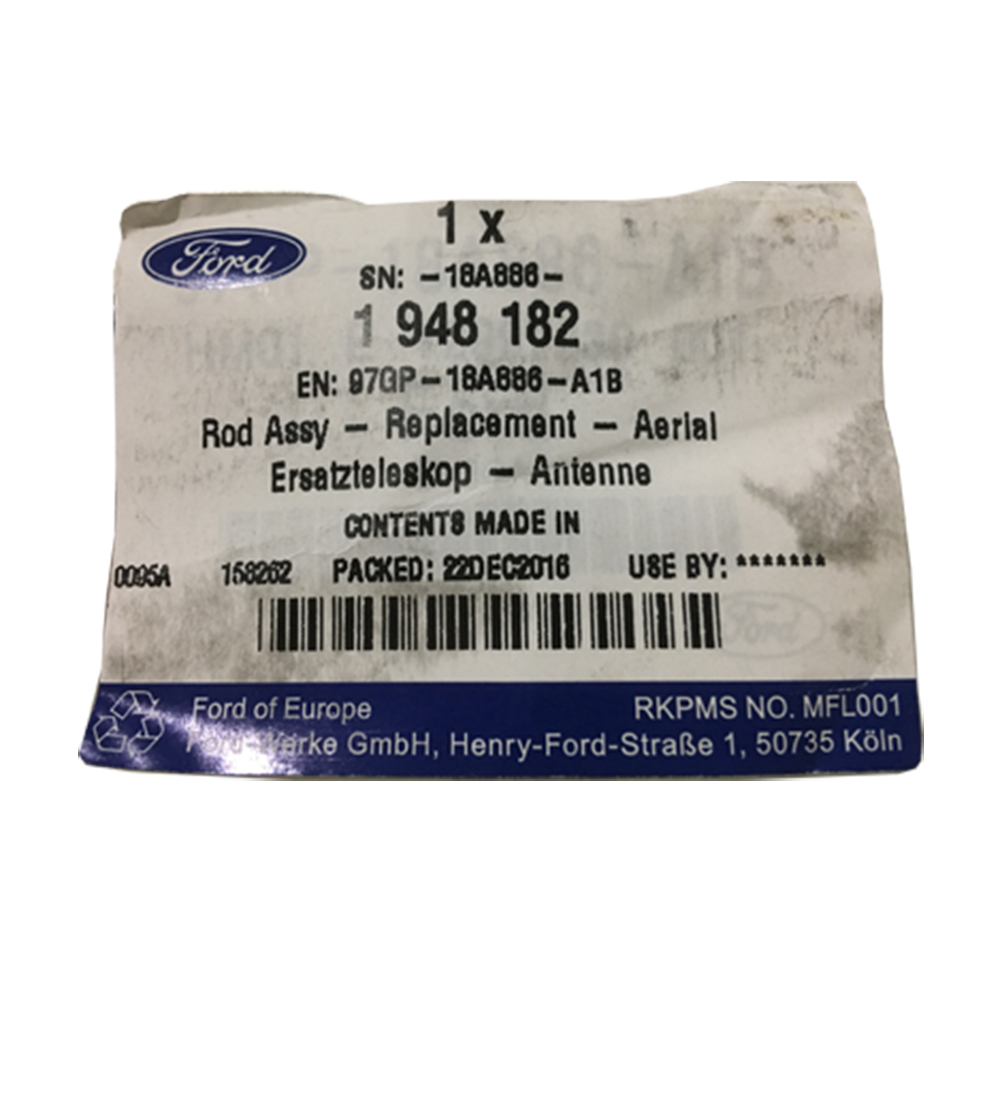 Ford
1 x
SN: -18A886-
1 948 182
EN: 97GP-18A886-A1B
Rod Assy - Replacement - Aerial
Ersatzteleskop - Antenne
CONTENTS MADE IN
0095A 158262 PACKED: 22DEC2016 USE BY: *******
Ford
Ford of Europe RKPMS NO. MFL001
Ford-Werke GmbH, Henry-Ford-Straße 1, 50735 Köln